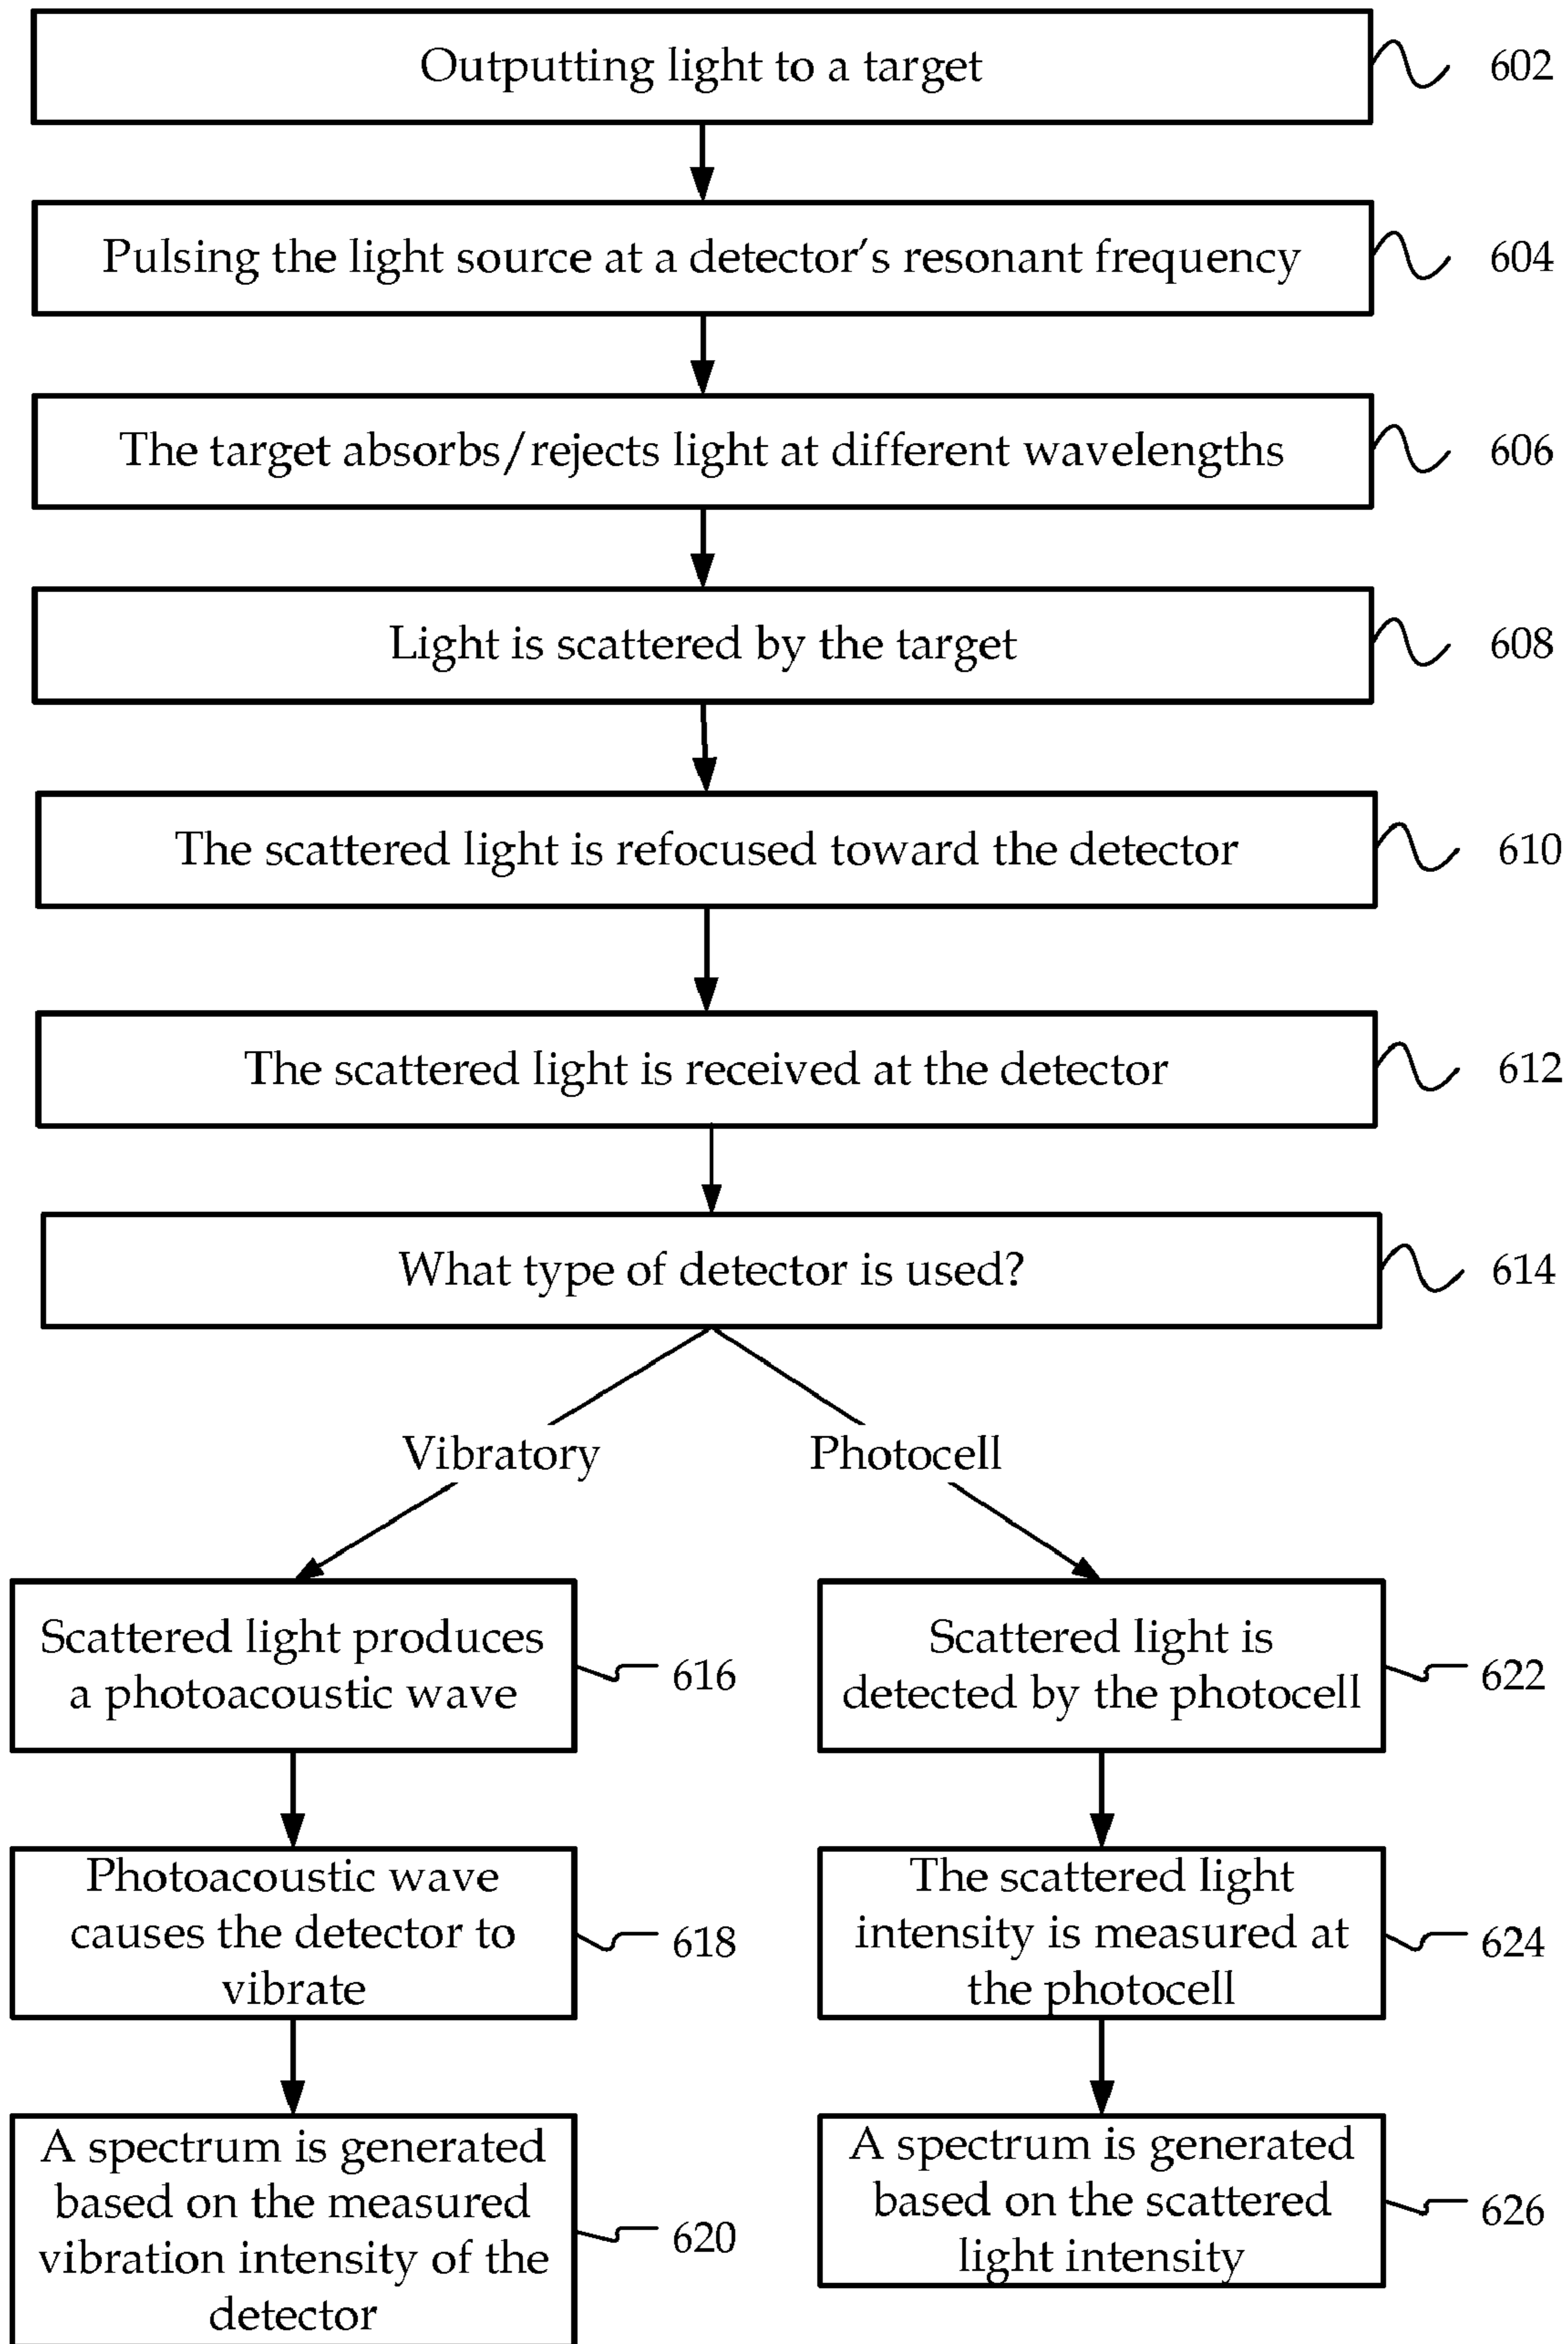 Outputting light to a target
602
Pulsing the light source at a detector's resonant frequency
604
The target absorbs/rejects light at different wavelengths
606
Light is scattered by the target
608
The scattered light is refocused toward the detector
610
The scattered light is received at the detector
612
What type of detector is used?
614
Vibratory
Photocell
Scattered light produces
a photoacoustic wave
616
Photoacoustic wave
causes the detector to
vibrate
618
A spectrum is generated
based on the measured
vibration intensity of the
detector
620
Scattered light is
detected by the photocell
622
The scattered light
intensity is measured at
the photocell
624
A spectrum is generated
based on the scattered
light intensity
626